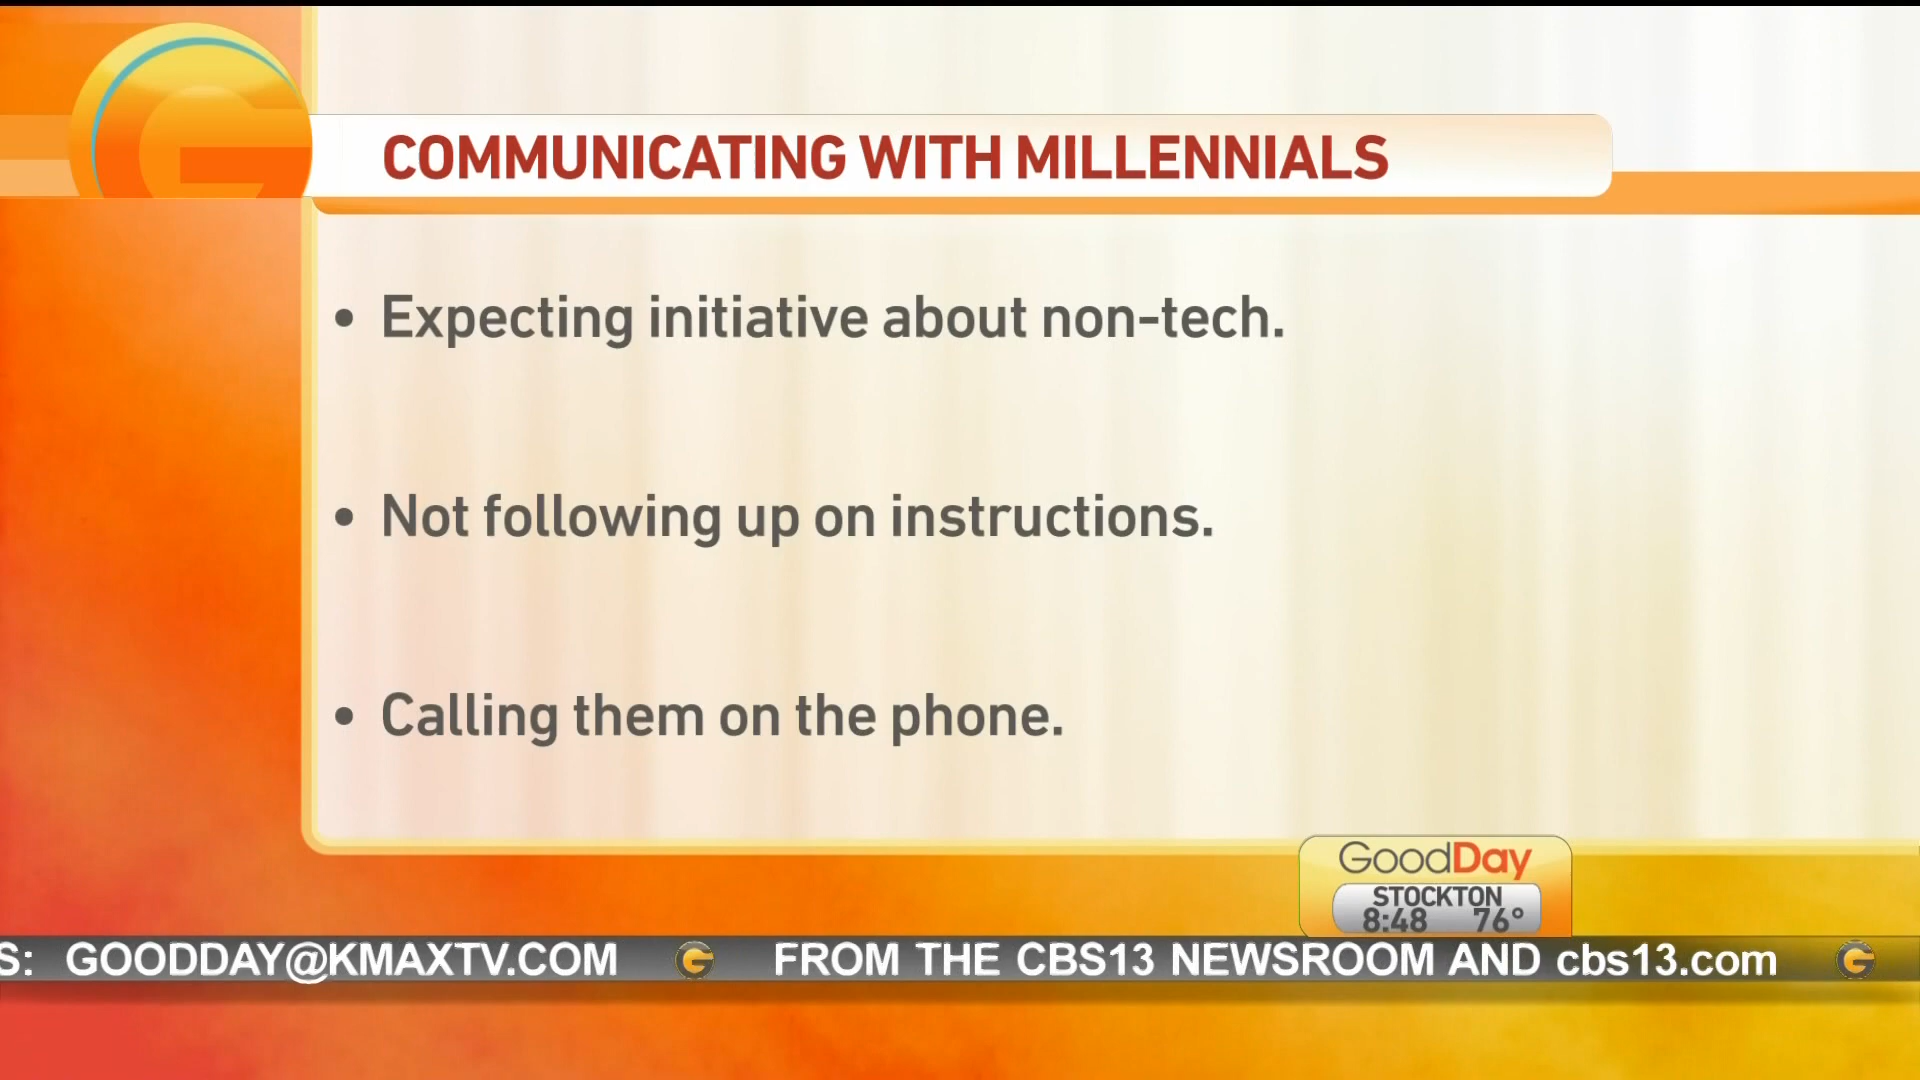 COMMUNICATING WITH MILLENNIALS
• Expecting initiative about non-tech.
• Not following up on instructions.
• Calling them on the phone.
GoodDay
STOCKTON
8:48 76°
S: GOODDAY@KMAXTV.COM G FROM THE CBS13 NEWSROOM AND cbs13.com G